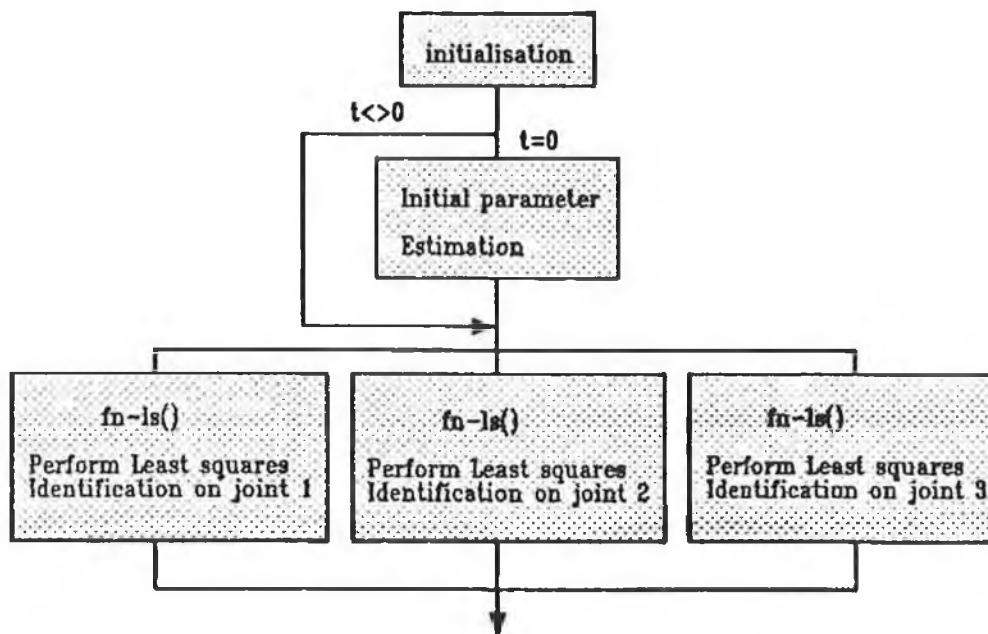 initialisation
t<>0
t=0
Initial parameter
Estimation
fn-ls()
Perform Least squares
Identification on joint 1
fn-ls()
Perform Least squares
Identification on joint 2
fn-ls()
Perform Least squares
Identification on joint 3